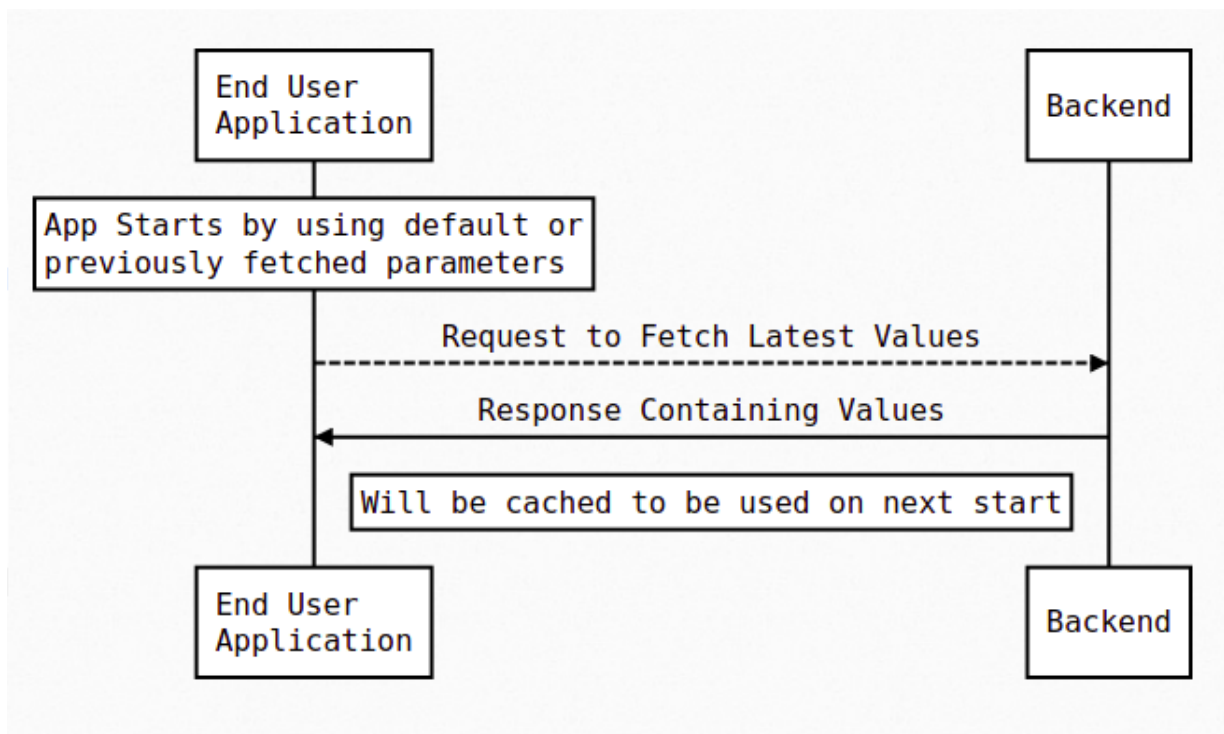 End User
Application
Backend
App Starts by using default or
previously fetched parameters
Request to Fetch Latest Values
Response Containing Values
Will be cached to be used on next start
End User
Application
Backend